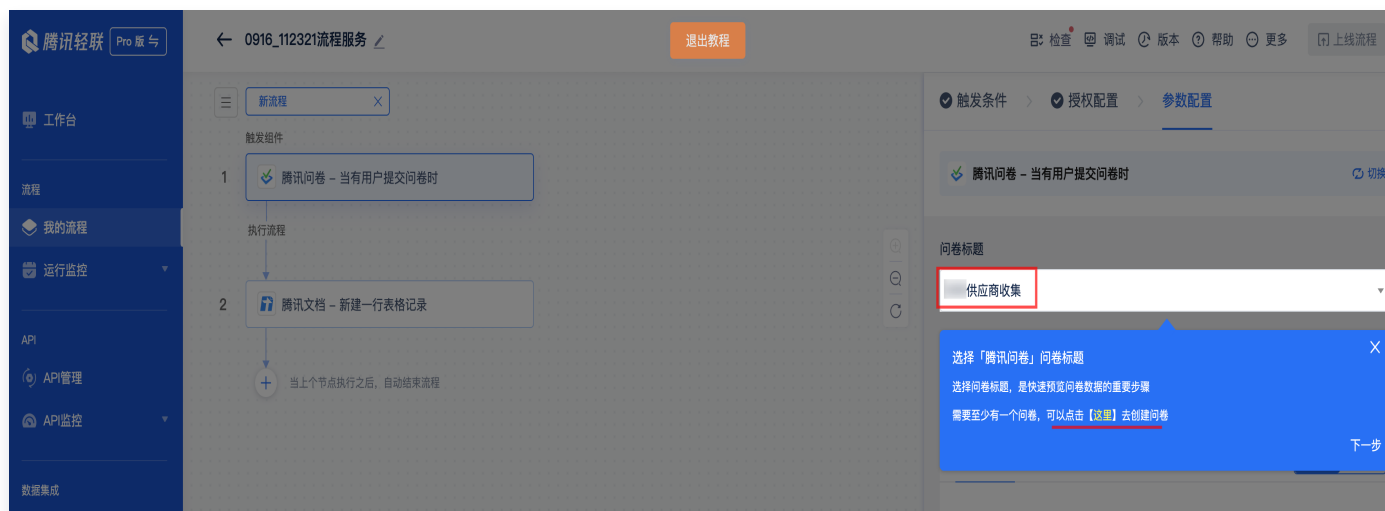 腾讯轻联 Pro 版
0916_112321流程服务
退出教程
检查 调试 版本 帮助 更多 上线流程
工作台
流程
我的流程
运行监控
API
API管理
API监控
数据集成
新流程
触发组件
1 腾讯问卷 – 当有用户提交问卷时
执行流程
2 腾讯文档 – 新建一行表格记录
当上个节点执行之后，自动结束流程
触发条件 授权配置 参数配置
腾讯问卷 – 当有用户提交问卷时 切换
问卷标题
供应商收集
选择「腾讯问卷」问卷标题
选择问卷标题，是快速预览问卷数据的重要步骤
需要至少有一个问卷，可以点击【这里】去创建问卷
下一步